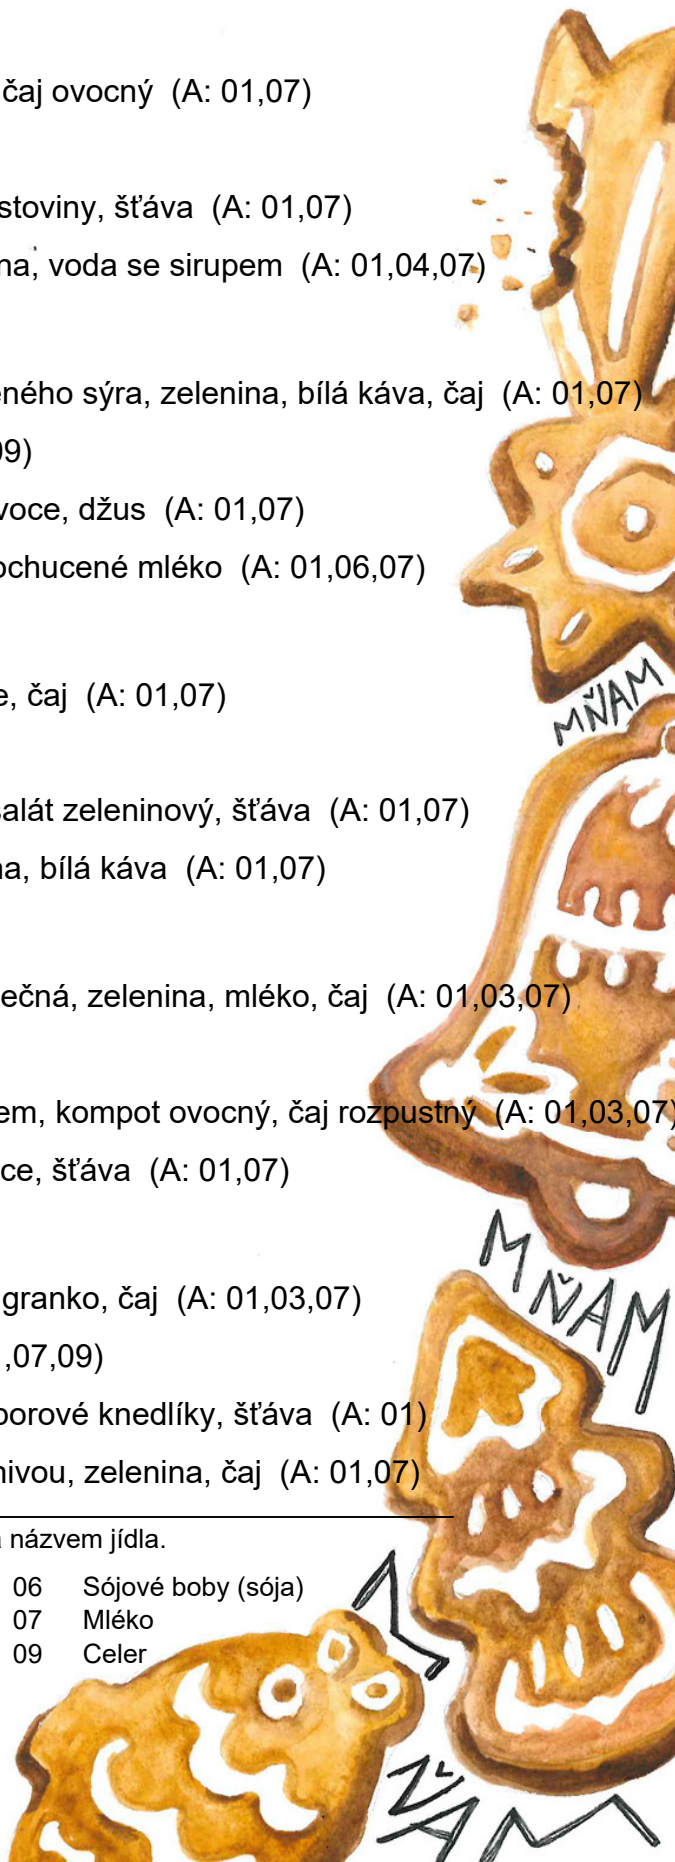 čaj ovocný (A: 01,07)
stoviny, šťáva (A: 01,07)
na, voda se sirupem (A: 01,04,07)
eného sýra, zelenina, bílá káva, čaj (A: 01,07)
09)
voce, džus (A: 01,07)
ochucené mléko (A: 01,06,07)
e, čaj (A: 01,07)
MŇAM
salát zeleninový, šťáva (A: 01,07)
na, bílá káva (A: 01,07)
ečná, zelenina, mléko, čaj (A: 01,03,07)
em, kompot ovocný, čaj rozpustný (A: 01,03,07)
ce, šťáva (A: 01,07)
MŇAM
granko, čaj (A: 01,03,07)
,07,09)
borové knedlíky, šťáva (A: 01)
nivou, zelenina, čaj (A: 01,07)
a názvem jídla.
06 Sójové boby (sója)
07 Mléko
09 Celer
MŇAM